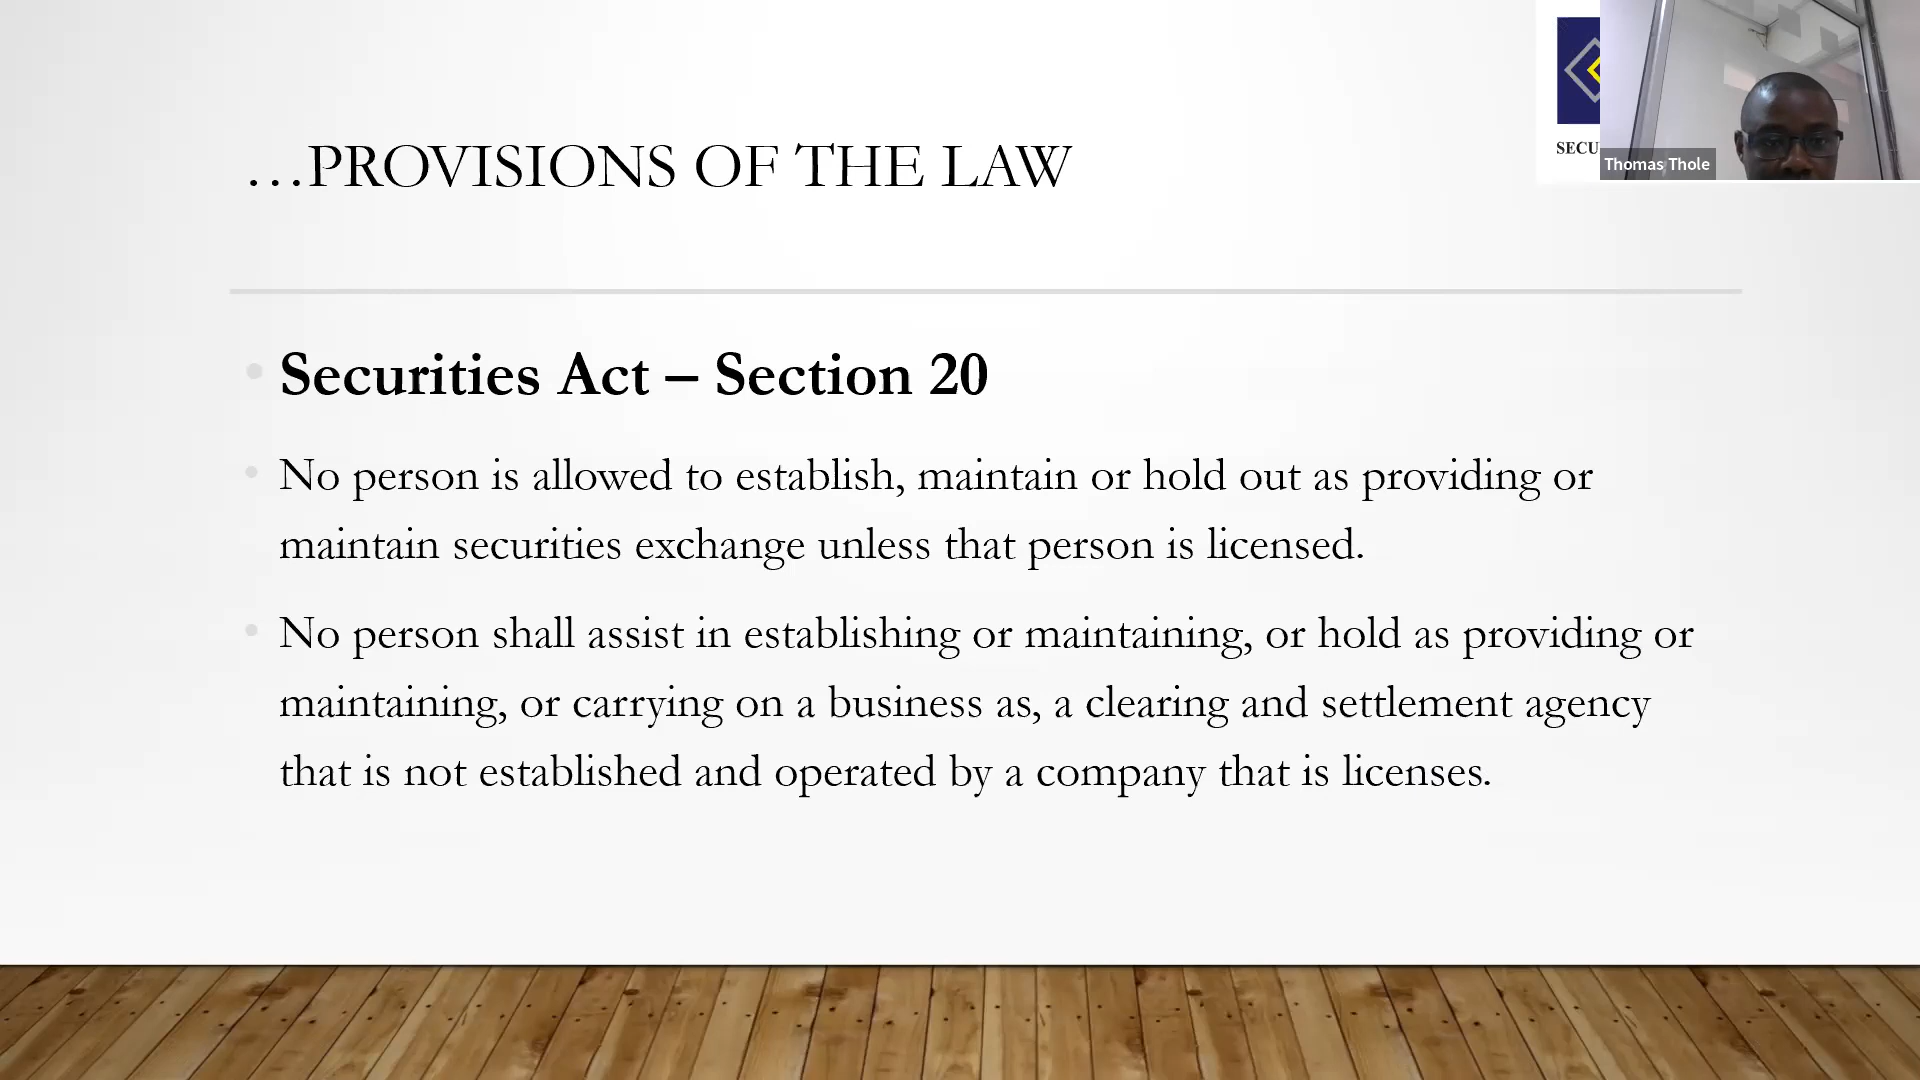 …PROVISIONS OF THE LAW
SECU
Thomas Thole
Securities Act – Section 20
No person is allowed to establish, maintain or hold out as providing or
maintain securities exchange unless that person is licensed.
No person shall assist in establishing or maintaining, or hold as providing or
maintaining, or carrying on a business as, a clearing and settlement agency
that is not established and operated by a company that is licenses.